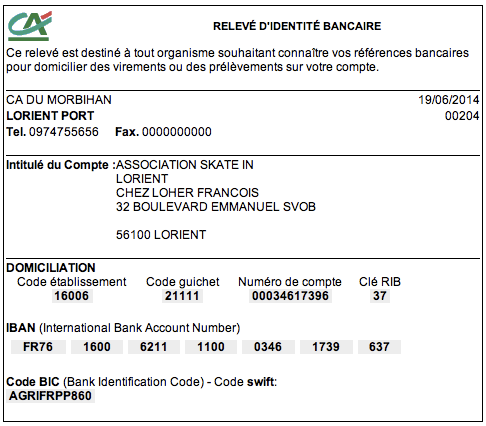 CA
RELEVÉ D'IDENTITÉ BANCAIRE
Ce relevé est destiné à tout organisme souhaitant connaître vos références bancaires
pour domicilier des virements ou des prélèvements sur votre compte.
CA DU MORBIHAN 19/06/2014
LORIENT PORT 00204
Tel. 0974755656 Fax. 0000000000
Intitulé du Compte :ASSOCIATION SKATE IN
LORIENT
CHEZ LOHER FRANCOIS
32 BOULEVARD EMMANUEL SVOB
56100 LORIENT
DOMICILIATION
Code établissement Code guichet Numéro de compte Clé RIB
16006 21111 00034617396 37
IBAN (International Bank Account Number)
FR76 1600 6211 1100 0346 1739 637
Code BIC (Bank Identification Code) - Code swift:
AGRIFRPP860